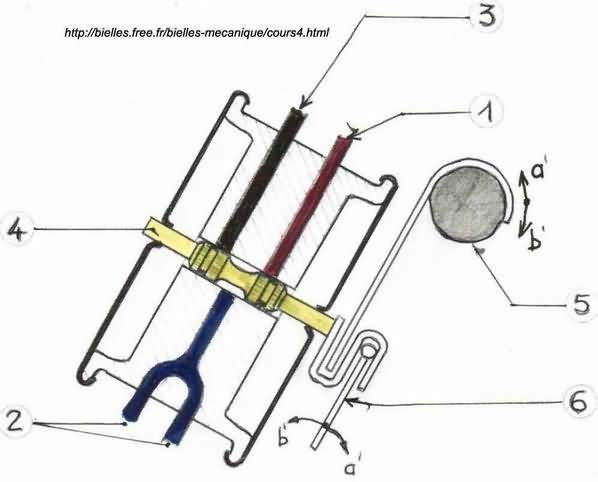 http://bielles.free.fr/bielles-mecanique/cours4.html
3
1
a'
4
b'
5
2
b'
6
a'